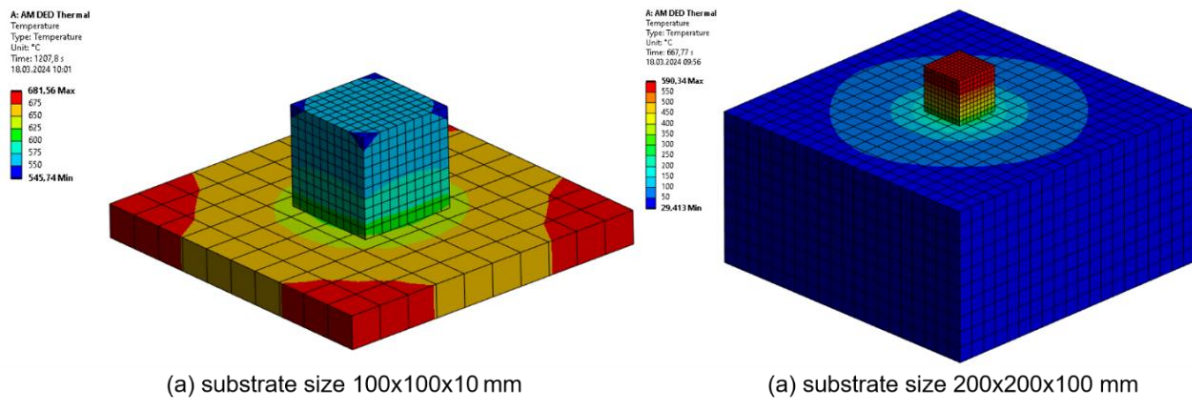 A: AM DED Thermal
Temperature
Type: Temperature
Unit: °C
Time: 1207,8 s
18.03.2024 10:01
681,56 Max
675
650
625
600
575
550
545,74 Min
(a) substrate size 100x100x10 mm
A: AM DED Thermal
Temperature
Type: Temperature
Unit: °C
Time: 667,77 s
18.03.2024 09:56
590,34 Max
550
500
450
400
350
300
250
200
150
100
50
29,413 Min
(a) substrate size 200x200x100 mm